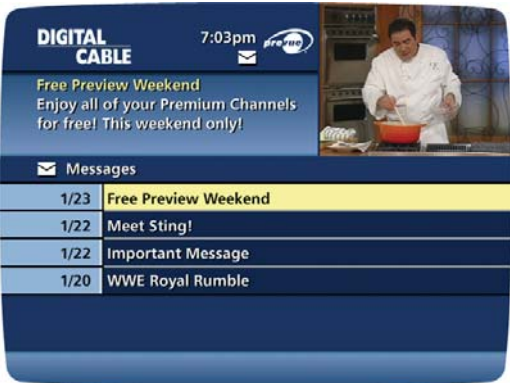 DIGITAL
CABLE
7:03pm
prevue
Free Preview Weekend
Enjoy all of your Premium Channels
for free! This weekend only!
Messages
1/23 Free Preview Weekend
1/22 Meet Sting!
1/22 Important Message
1/20 WWE Royal Rumble